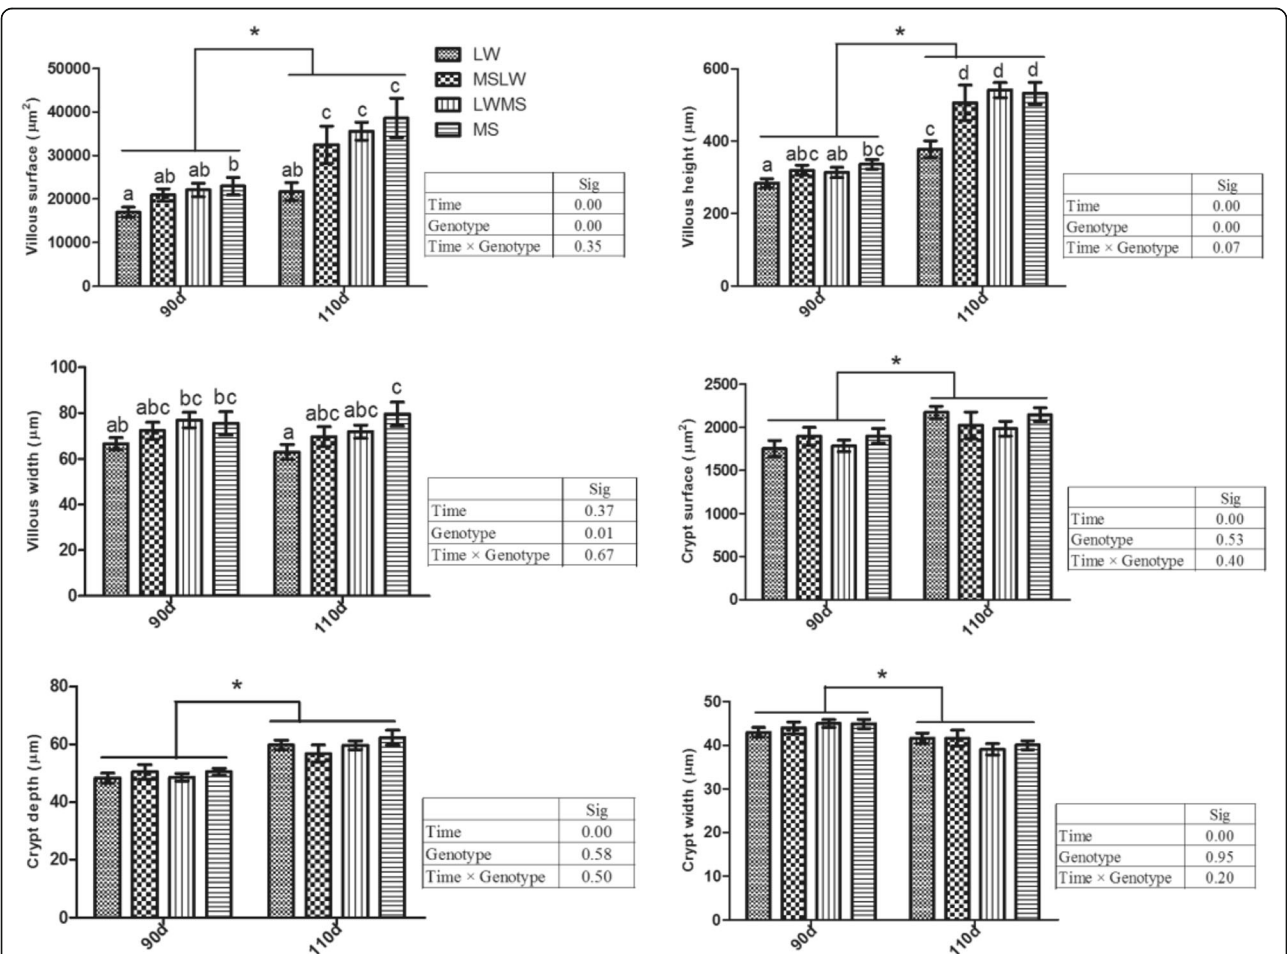 *
50000
40000
30000
20000
10000
0
Villous surface (μm²)
a ab ab b
ab c c c
90d 110d
LW
MSLW
LWMS
MS
Sig
Time 0.00
Genotype 0.00
Time × Genotype 0.35
*
600
400
200
0
Villous height (μm)
a abc ab bc
c d d d
90d 110d
Sig
Time 0.00
Genotype 0.00
Time × Genotype 0.07
100
80
60
40
20
0
Villous width (μm)
ab abc bc bc
a abc abc c
90d 110d
Sig
Time 0.37
Genotype 0.01
Time × Genotype 0.67
*
2500
2000
1500
1000
500
0
Crypt surface (μm²)
90d 110d
Sig
Time 0.00
Genotype 0.53
Time × Genotype 0.40
*
80
60
40
20
0
Crypt depth (μm)
90d 110d
Sig
Time 0.00
Genotype 0.58
Time × Genotype 0.50
*
50
40
30
20
10
0
Crypt width (μm)
90d 110d
Sig
Time 0.00
Genotype 0.95
Time × Genotype 0.20